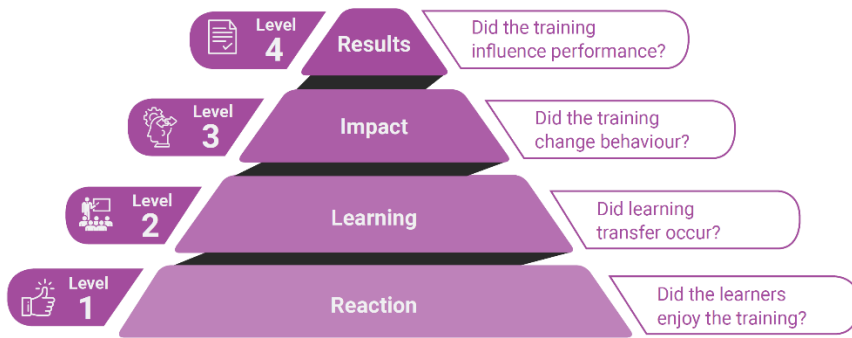 Level
4
Results
Did the training
influence performance?
Level
3
Impact
Did the training
change behaviour?
Level
2
Learning
Did learning
transfer occur?
Level
1
Reaction
Did the learners
enjoy the training?